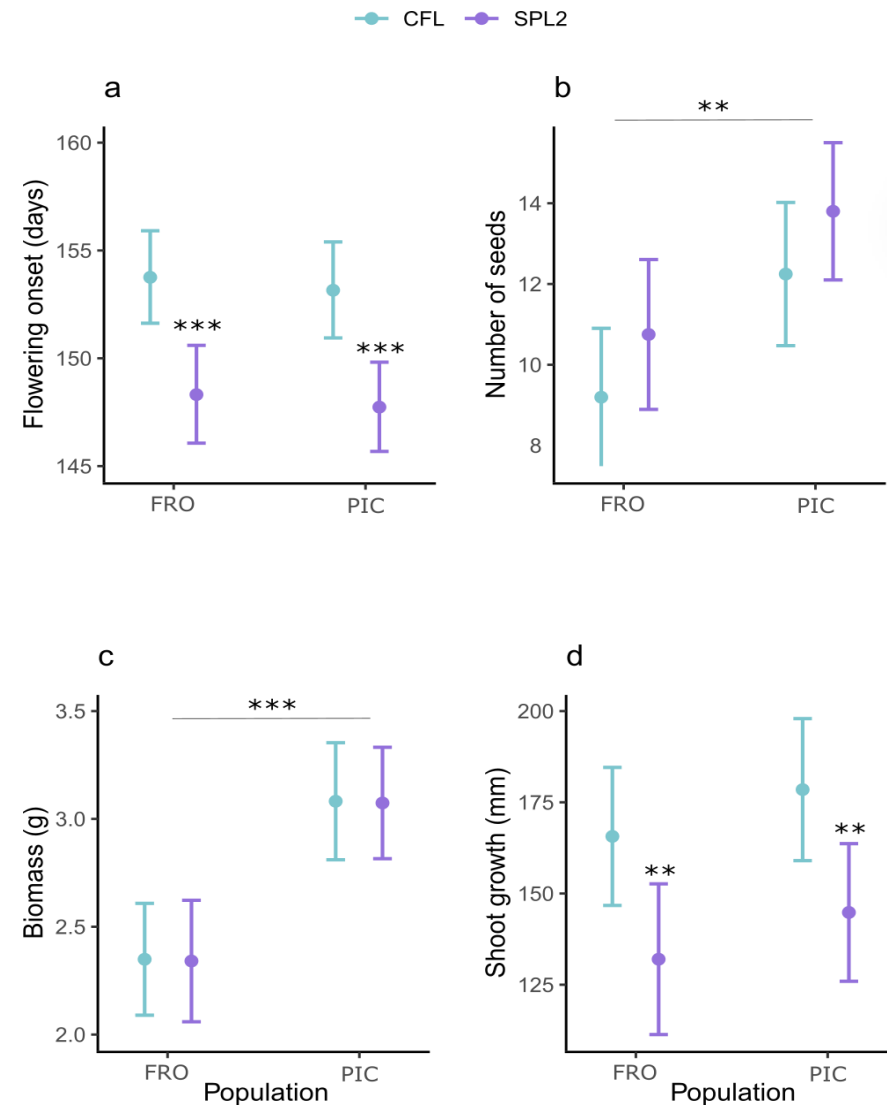 CFL SPL2
a
Flowering onset (days)
160
155
150
145
***
***
FRO PIC
b
Number of seeds
14
12
10
8
**
FRO PIC
c
Biomass (g)
3.5
3.0
2.5
2.0
***
FRO PIC
Population
d
Shoot growth (mm)
200
175
150
125
**
**
FRO PIC
Population